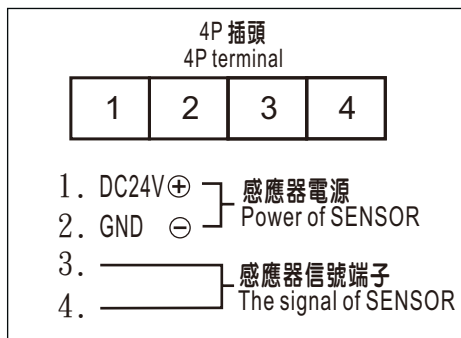 4P 插頭
4P terminal
1 2 3 4
1. DC24V⊕
2. GND ⊖
感應器電源
Power of SENSOR
3.
4.
感應器信號端子
The signal of SENSOR